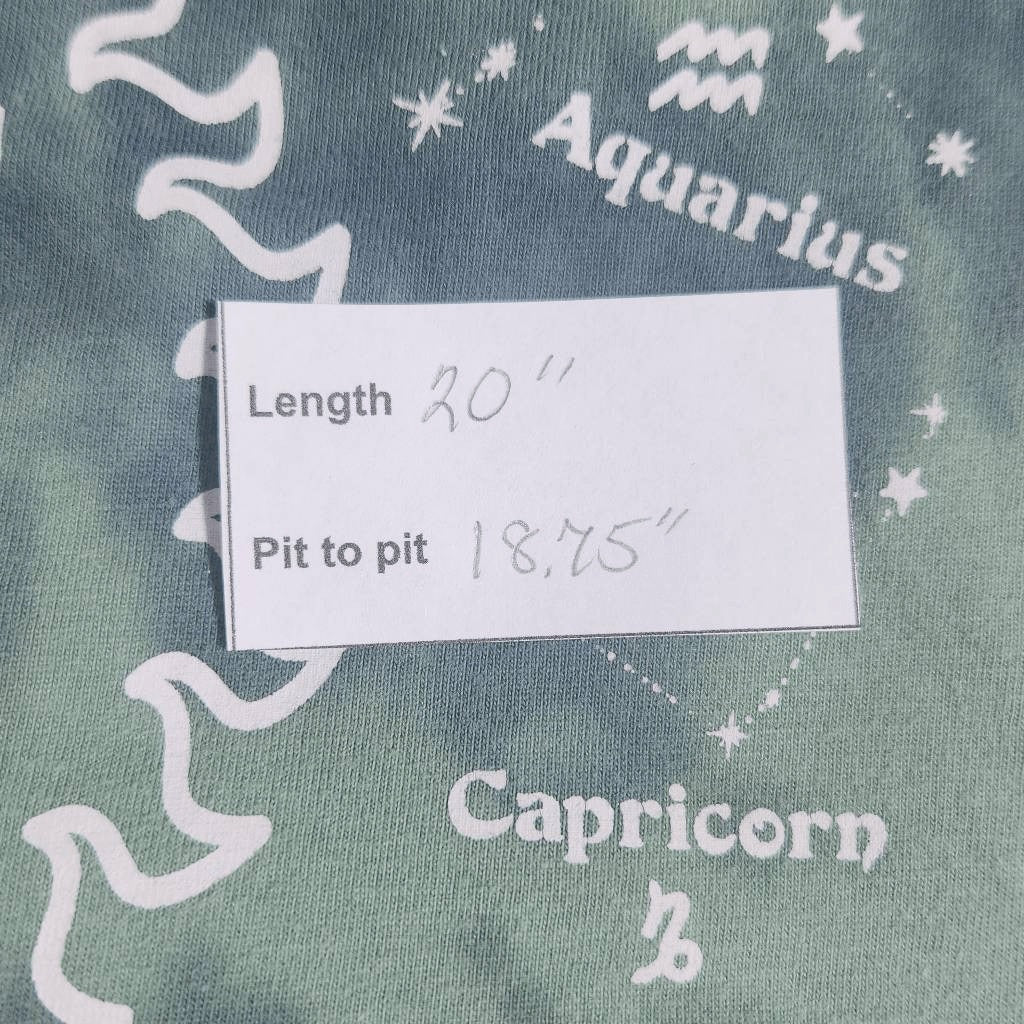 Aquarius
Length 20"
Pit to pit 18.75"
Capricorn